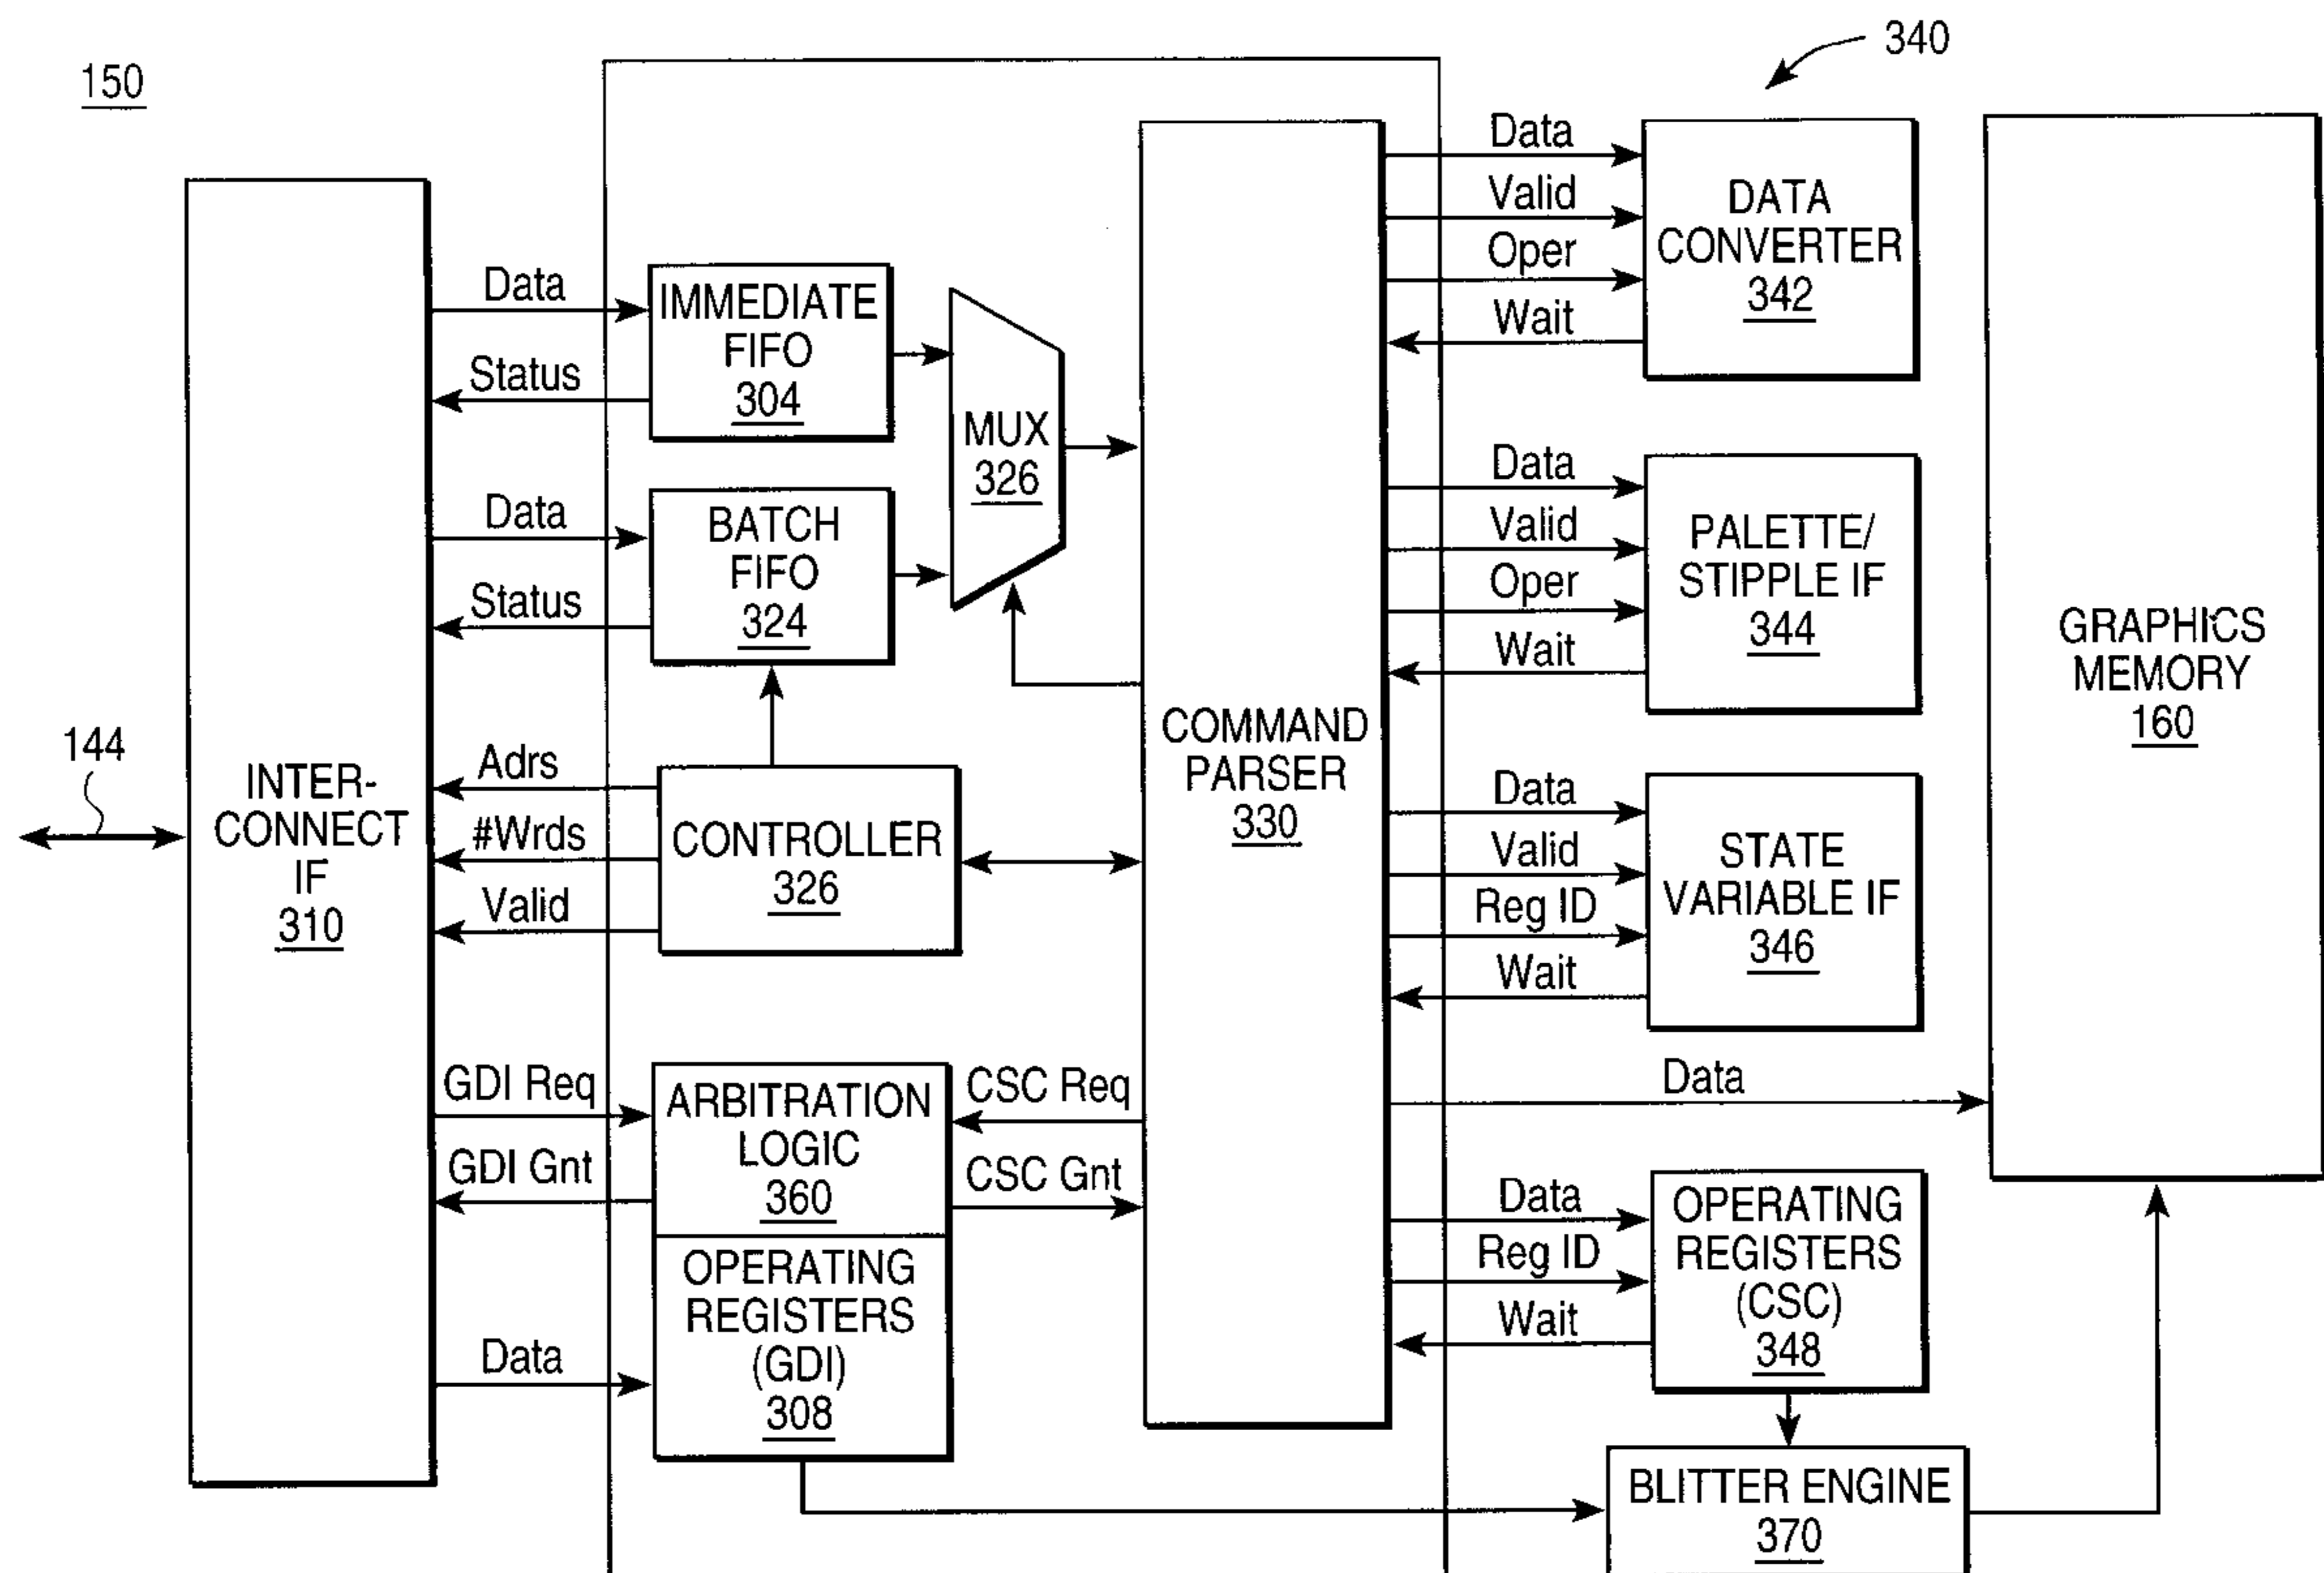 150
340
144
INTER-
CONNECT
IF
310
Data
Status
Data
Status
Adrs
#Wrds
Valid
GDI Req
GDI Gnt
Data
IMMEDIATE
FIFO
304
BATCH
FIFO
324
MUX
326
CONTROLLER
326
ARBITRATION
LOGIC
360
OPERATING
REGISTERS
(GDI)
308
CSC Req
CSC Gnt
COMMAND
PARSER
330
Data
Valid
Oper
Wait
DATA
CONVERTER
342
Data
Valid
Oper
Wait
PALETTE/
STIPPLE IF
344
Data
Valid
Reg ID
Wait
STATE
VARIABLE IF
346
Data
GRAPHICS
MEMORY
160
Data
Reg ID
Wait
OPERATING
REGISTERS
(CSC)
348
BLITTER ENGINE
370